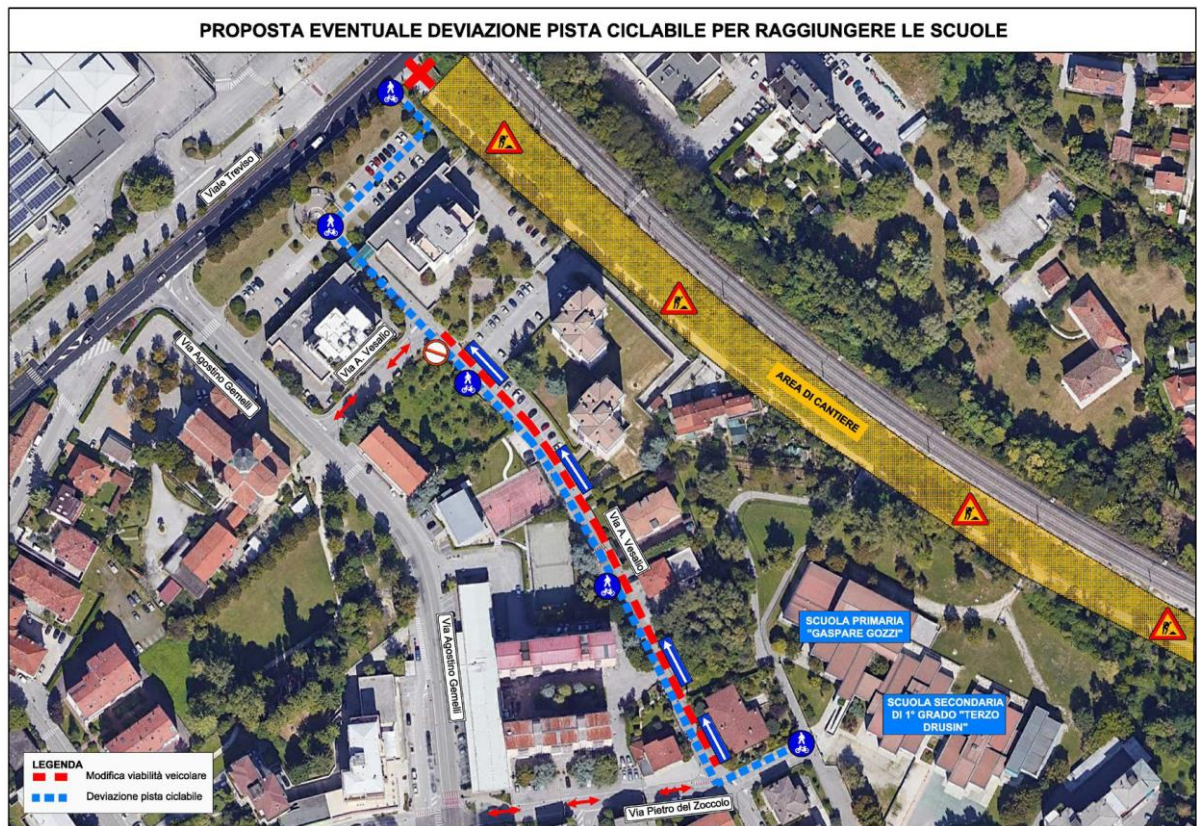 PROPOSTA EVENTUALE DEVIAZIONE PISTA CICLABILE PER RAGGIUNGERE LE SCUOLE
Viale Treviso
Via Agostino Gemelli
Via A. Vesalio
AREA DI CANTIERE
Via A. Vesalio
Via Agostino Gemelli
SCUOLA PRIMARIA
"GASPARE GOZZI"
SCUOLA SECONDARIA
DI 1° GRADO "TERZO
DRUSIN"
Via Pietro del Zoccolo
LEGENDA
Modifica viabilità veicolare
Deviazione pista ciclabile